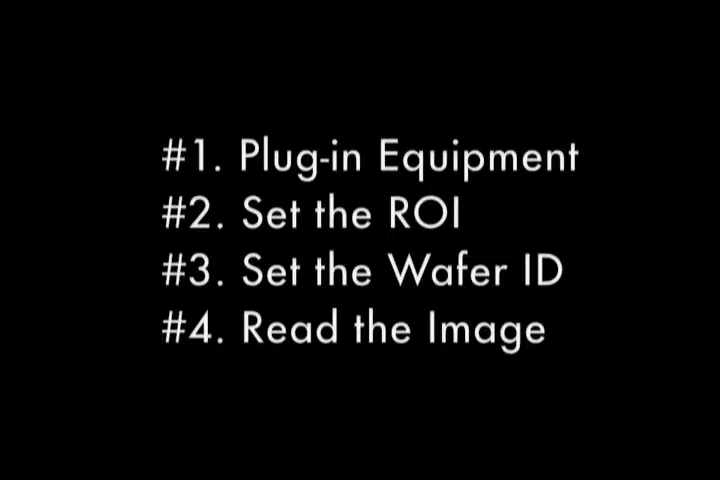 #1. Plug-in Equipment
#2. Set the ROI
#3. Set the Wafer ID
#4. Read the Image